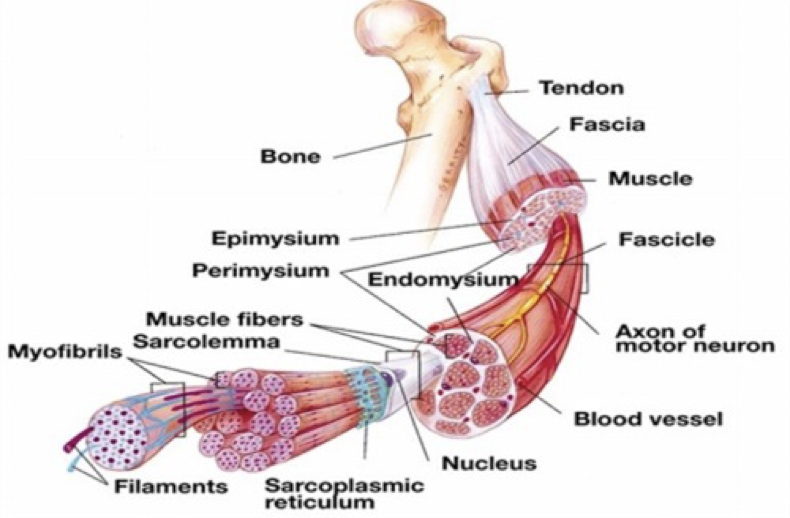 Tendon
Fascia
Bone
Muscle
Epimysium
Fascicle
Perimysium
Endomysium
Muscle fibers
Sarcolemma
Myofibrils
Axon of
motor neuron
Blood vessel
Nucleus
Filaments
Sarcoplasmic
reticulum